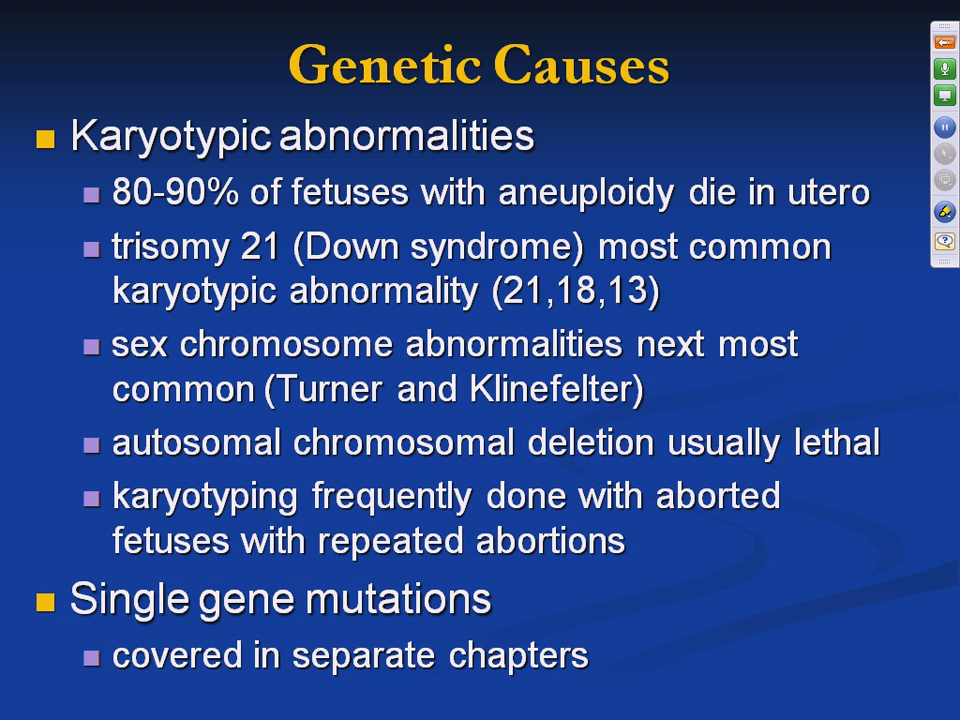 Genetic Causes
Karyotypic abnormalities
80-90% of fetuses with aneuploidy die in utero
trisomy 21 (Down syndrome) most common
karyotypic abnormality (21,18,13)
sex chromosome abnormalities next most
common (Turner and Klinefelter)
autosomal chromosomal deletion usually lethal
karyotyping frequently done with aborted
fetuses with repeated abortions
Single gene mutations
covered in separate chapters